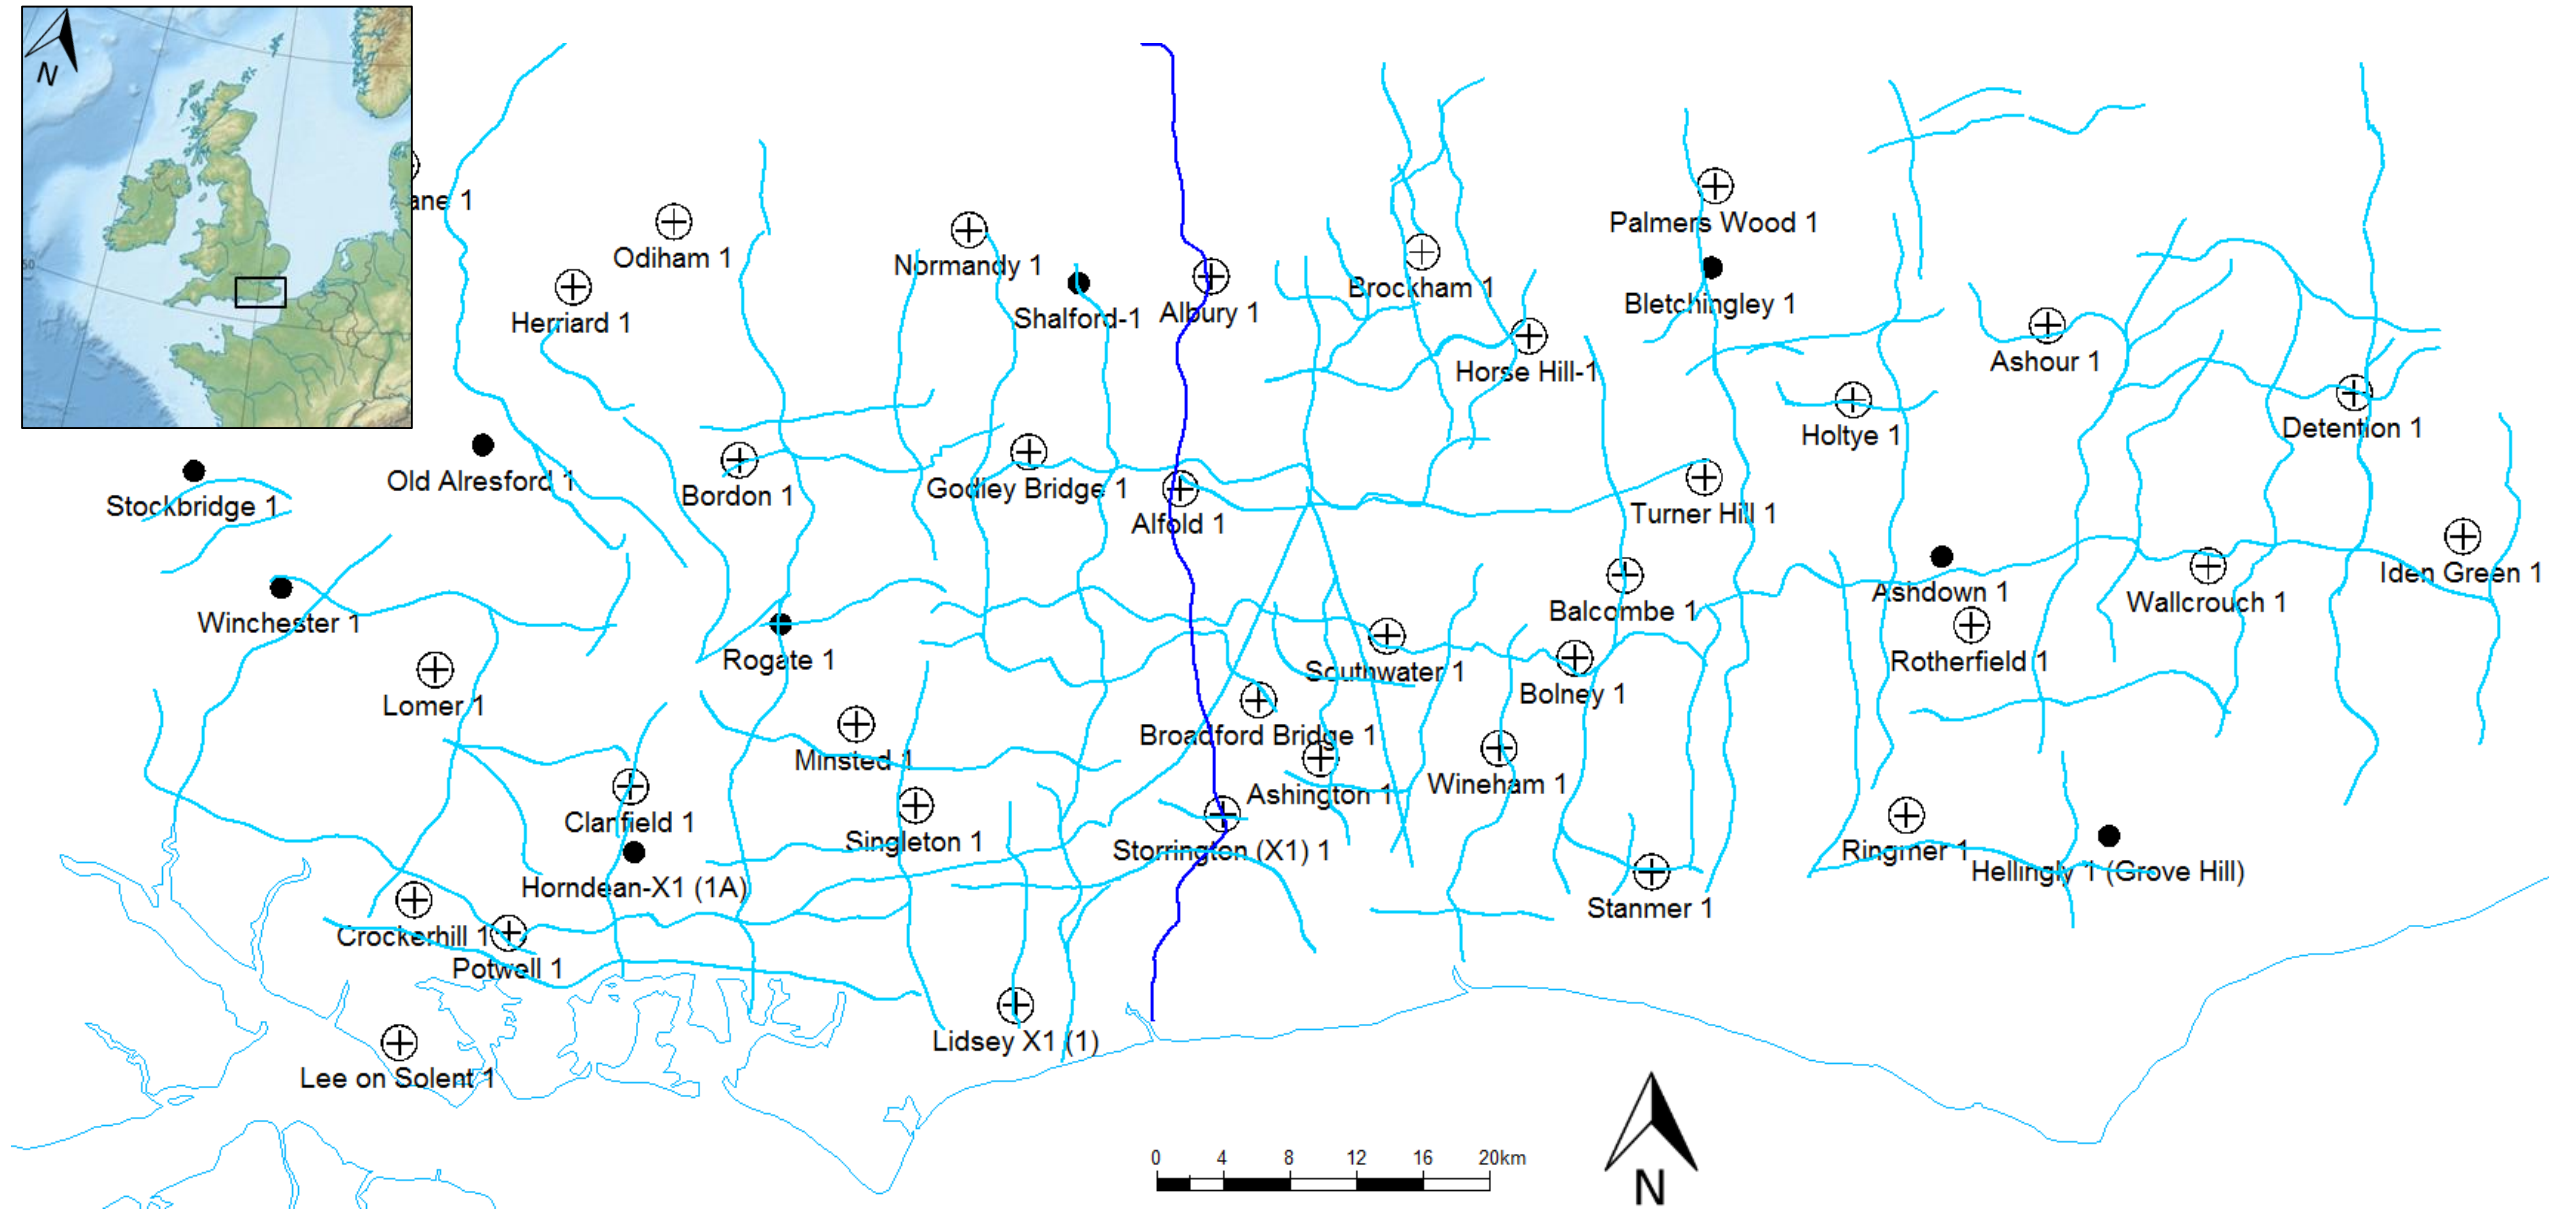 N
50
ane 1
Odiham 1
Normandy 1
Palmers Wood 1
Herriard 1
Shalford-1
Albury 1
Brockham 1
Bletchingley 1
Horse Hill-1
Ashour 1
Holtye 1
Detention 1
Stockbridge 1
Old Alresford 1
Bordon 1
Godley Bridge 1
Alfold 1
Turner Hill 1
Winchester 1
Rogate 1
Balcombe 1
Ashdown 1
Wallcrouch 1
Iden Green 1
Lomer 1
Southwater 1
Bolney 1
Rotherfield 1
Minsted 1
Broadford Bridge 1
Ashington 1
Wineham 1
Clanfield 1
Singleton 1
Storrington (X1) 1
Ringmer 1
Hellingly 1 (Grove Hill)
Horndean-X1 (1A)
Stanmer 1
Crockerhill 1
Potwell 1
Lidsey X1 (1)
Lee on Solent 1
0 4 8 12 16 20km
N